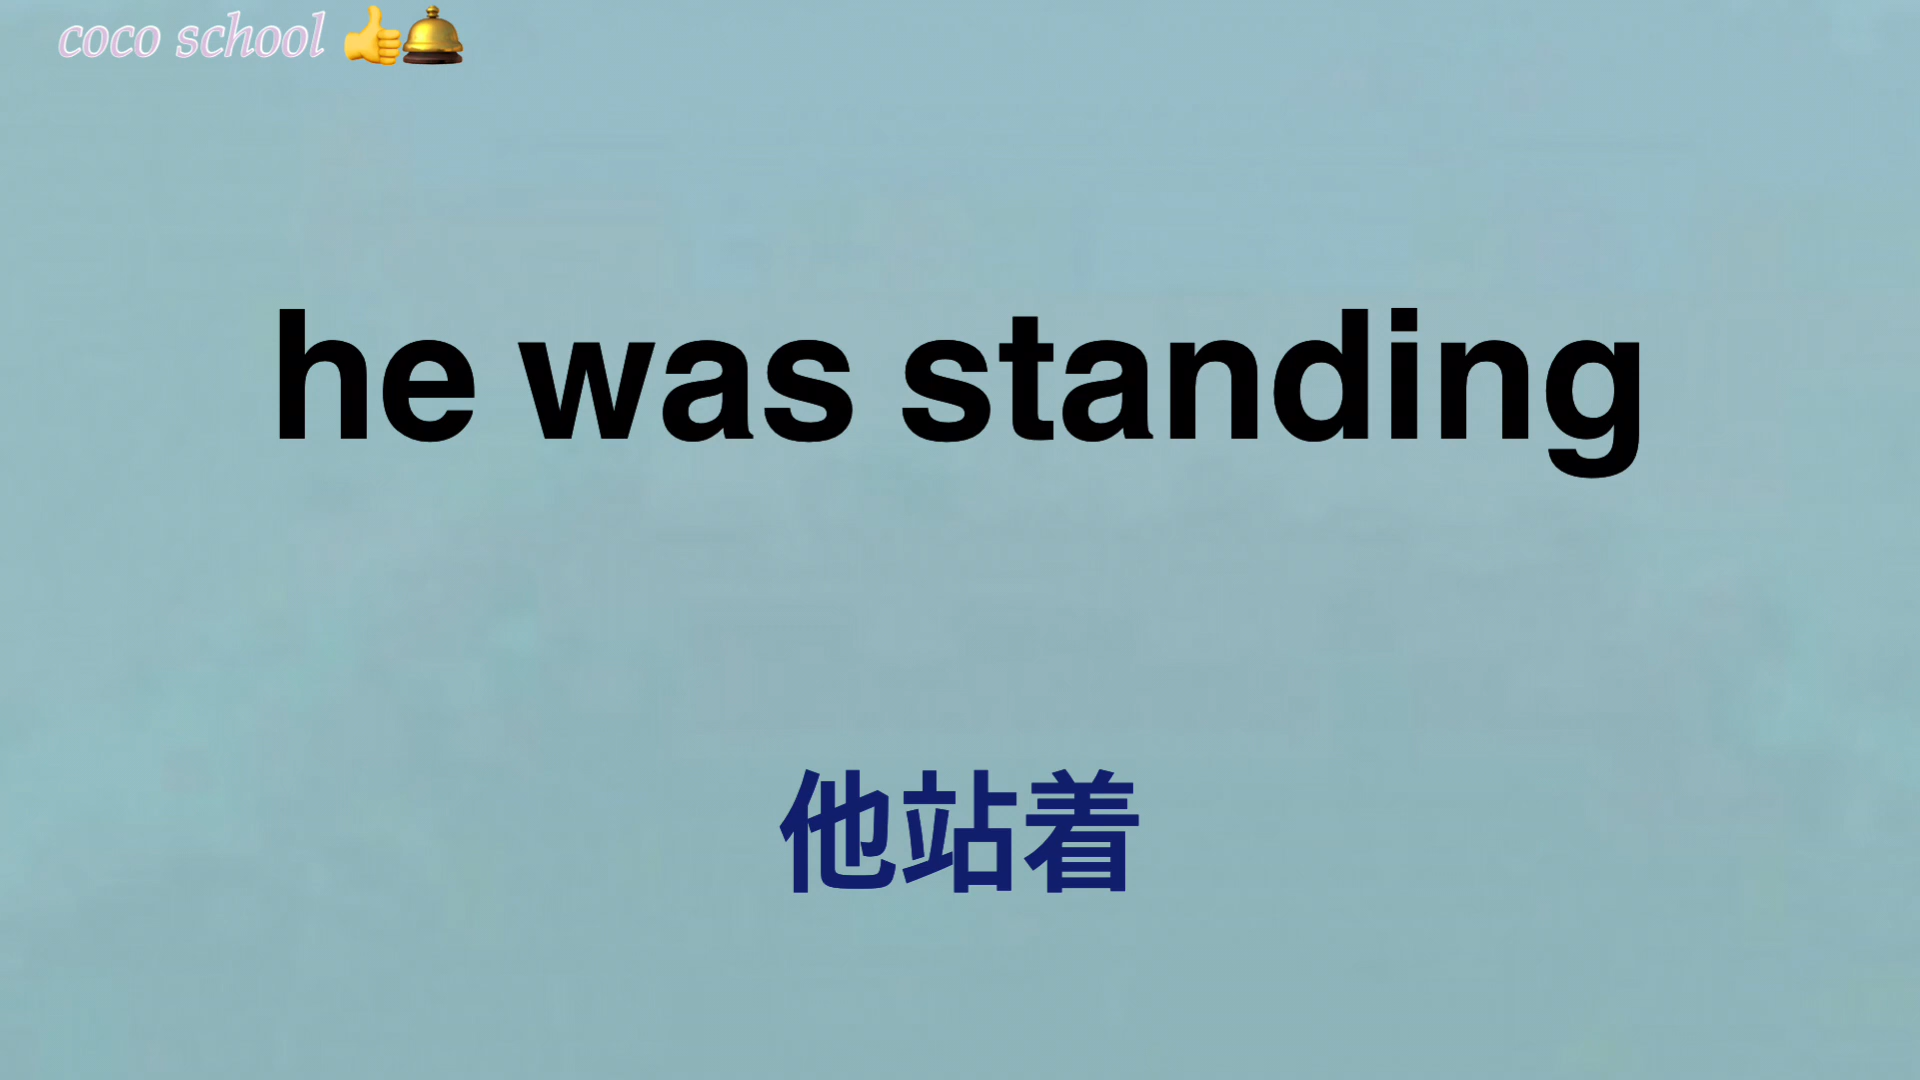 coco school 👍🛎️
he was standing
他站着